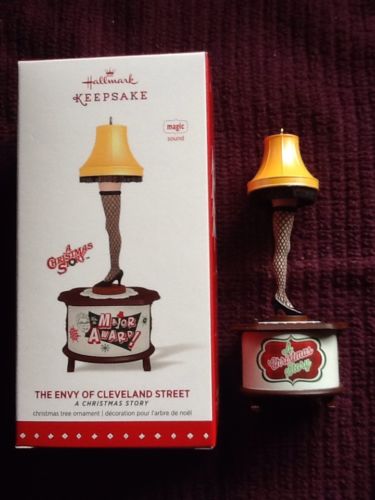 Hallmark
KEEPSAKE
magic
sound
A
CHRISTMAS
STORY
MAJOR
AWARD!
THE ENVY OF CLEVELAND STREET
A CHRISTMAS STORY
christmas tree ornament | décoration pour l'arbre de noël
A
Christmas
Story